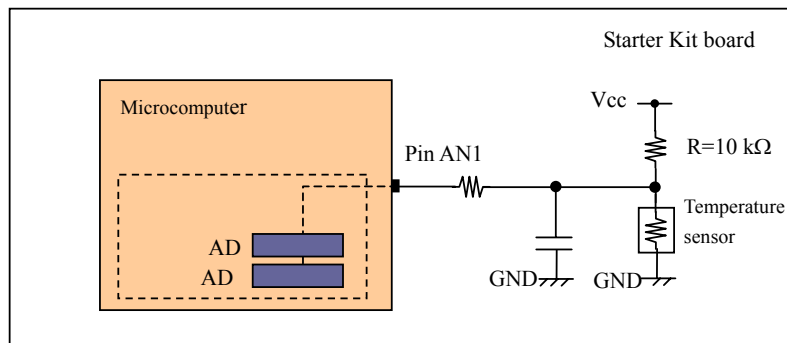 Starter Kit board
Microcomputer
Vcc
Pin AN1
R=10 kΩ
Temperature
sensor
AD
AD
GND
GND